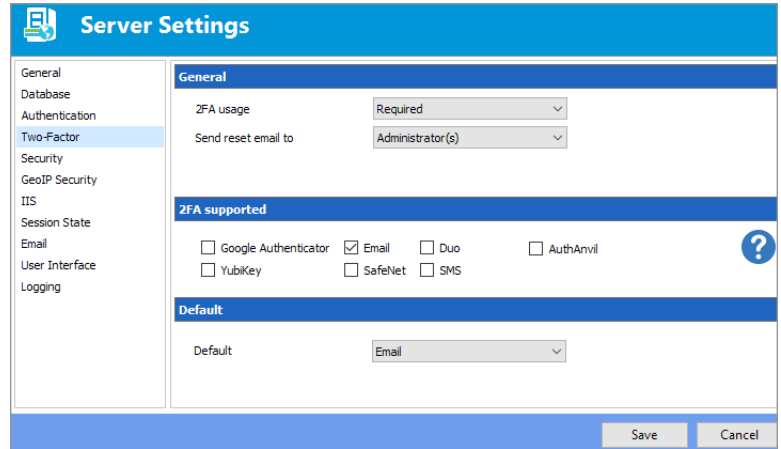 Server Settings
General
Database
Authentication
Two-Factor
Security
GeoIP Security
IIS
Session State
Email
User Interface
Logging
General
2FA usage Required
Send reset email to Administrator(s)
2FA supported
Google Authenticator Email Duo AuthAnvil
YubiKey SafeNet SMS
?
Default
Default Email
Save Cancel